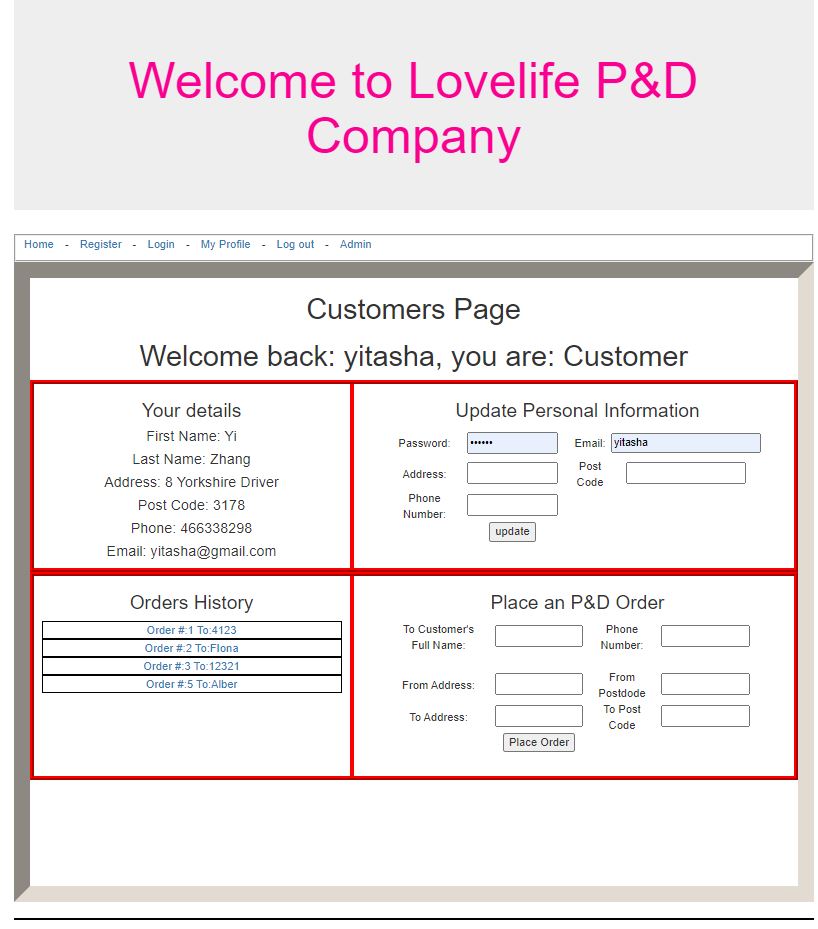 Welcome to Lovelife P&D
Company
Home - Register - Login - My Profile - Log out - Admin
Customers Page
Welcome back: yitasha, you are: Customer
Your details
First Name: Yi
Last Name: Zhang
Address: 8 Yorkshire Driver
Post Code: 3178
Phone: 466338298
Email: yitasha@gmail.com
Update Personal Information
Password: •••••• Email: yitasha
Address: Post Code
Phone Number:
update
Orders History
Order #:1 To:4123
Order #:2 To:Flona
Order #:3 To:12321
Order #:5 To:Alber
Place an P&D Order
To Customer's Full Name: Phone Number:
From Address: From Postdode
To Address: To Post Code
Place Order